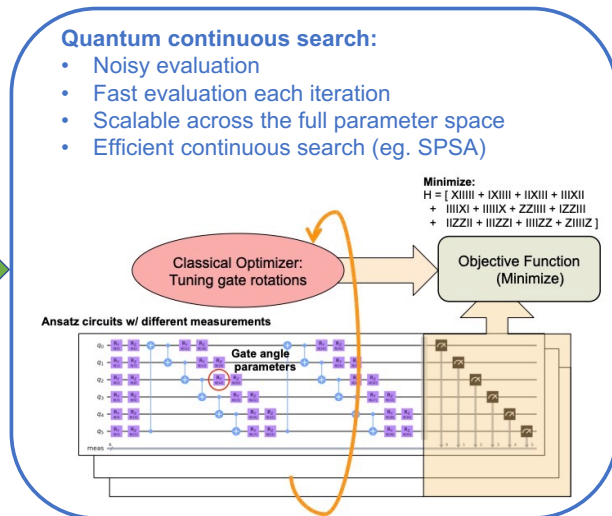 Quantum continuous search:
• Noisy evaluation
• Fast evaluation each iteration
• Scalable across the full parameter space
• Efficient continuous search (eg. SPSA)
Minimize:
H = [ XIIIII + IXIIII + IIXIII + IIIXII
+ IIIIXI + IIIIIX + ZZIIII + IZZIII
+ IIZZII + IIIZZI + IIIIZZ + ZIIIIZ ]
Classical Optimizer:
Tuning gate rotations
Objective Function
(Minimize)
Ansatz circuits w/ different measurements
Gate angle
parameters
q0
q1
q2
q3
q4
q5
meas